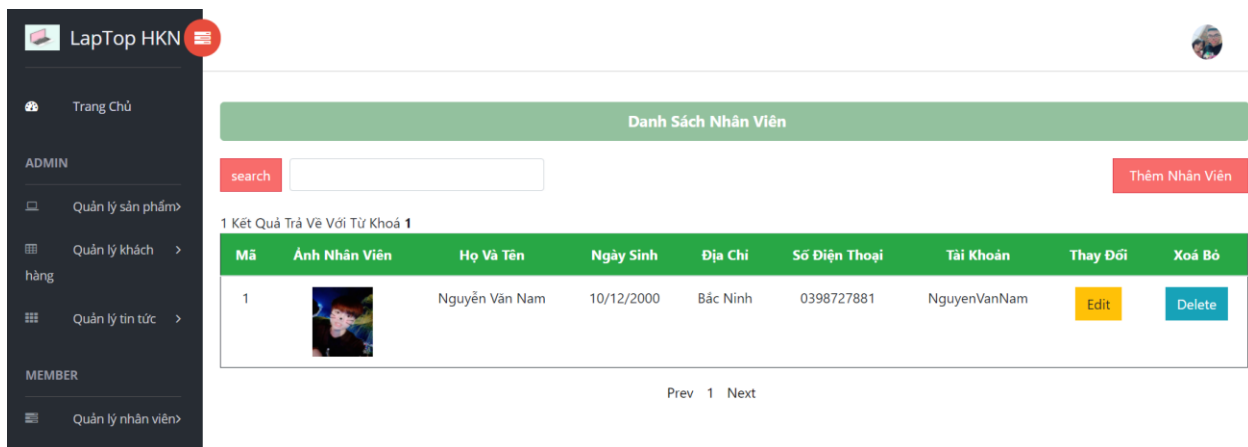 LapTop HKN
Trang Chủ
ADMIN
Quản lý sản phẩm
Quản lý khách
hàng
Quản lý tin tức
MEMBER
Quản lý nhân viên
Danh Sách Nhân Viên
search
Thêm Nhân Viên
1 Kết Quả Trả Về Với Từ Khoá 1
Mã Ảnh Nhân Viên Họ Và Tên Ngày Sinh Địa Chỉ Số Điện Thoại Tài Khoản Thay Đổi Xoá Bỏ
1 Nguyễn Văn Nam 10/12/2000 Bắc Ninh 0398727881 NguyenVanNam Edit Delete
Prev 1 Next